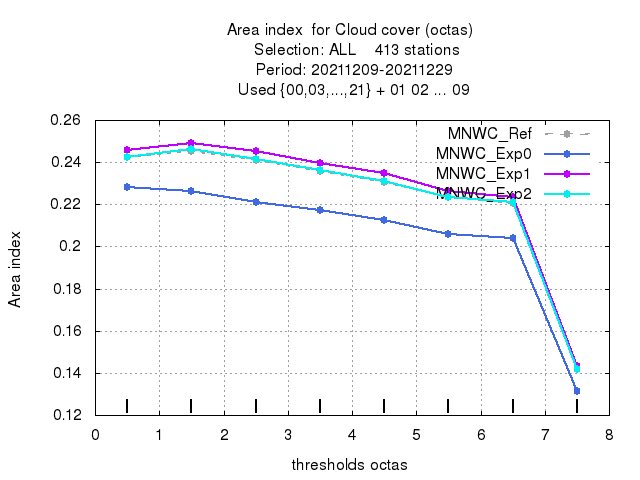 Area index  for Cloud cover (octas)
Selection: ALL    413 stations
Period: 20211209-20211229
Used {00,03,...,21} + 01 02 ... 09
0.26
0.24
0.22
0.2
0.18
0.16
0.14
0.12
Area index
MNWC_Ref
MNWC_Exp0
MNWC_Exp1
MNWC_Exp2
0 1 2 3 4 5 6 7 8
thresholds octas